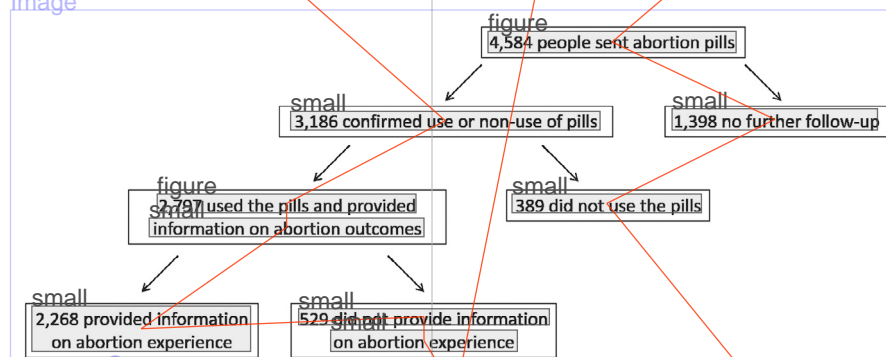 Image
figure
4,584 people sent abortion pills
small
3,186 confirmed use or non-use of pills
small
1,398 no further follow-up
figure
2,797 used the pills and provided
small
information on abortion outcomes
small
389 did not use the pills
small
2,268 provided information
on abortion experience
small
529 did not provide information
small
on abortion experience